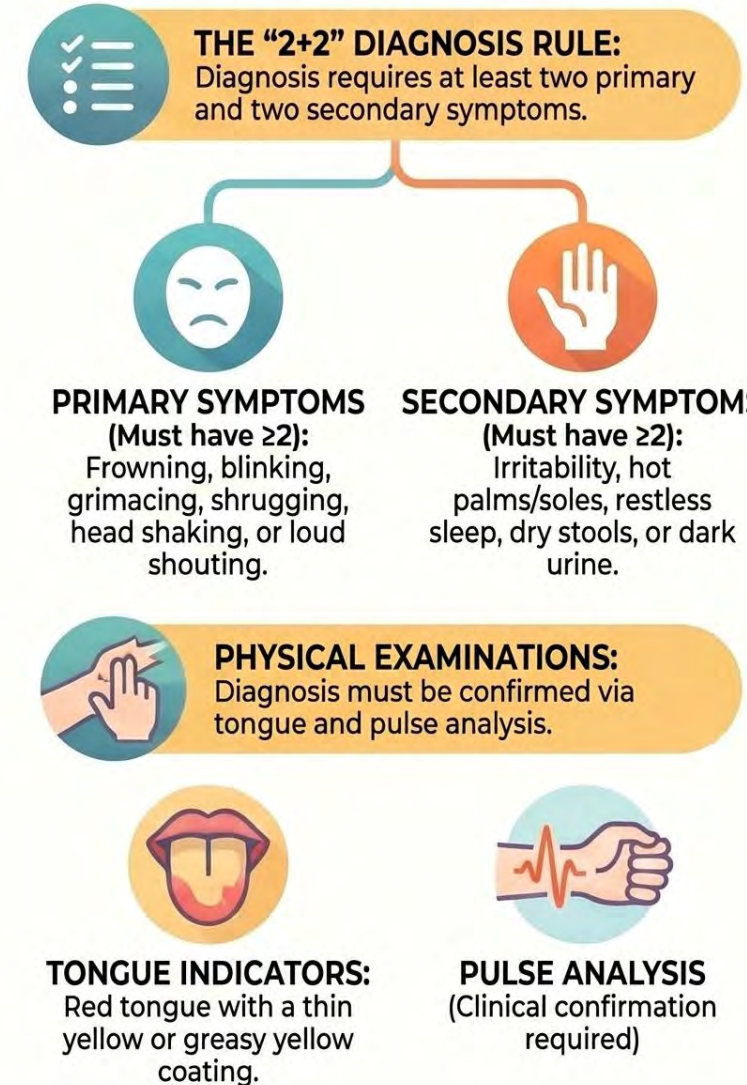 THE “2+2” DIAGNOSIS RULE:
Diagnosis requires at least two primary
and two secondary symptoms.
PRIMARY SYMPTOMS
(Must have ≥2):
Frowning, blinking,
grimacing, shrugging,
head shaking, or loud
shouting.
SECONDARY SYMPTOMS
(Must have ≥2):
Irritability, hot
palms/soles, restless
sleep, dry stools, or dark
urine.
PHYSICAL EXAMINATIONS:
Diagnosis must be confirmed via
tongue and pulse analysis.
TONGUE INDICATORS:
Red tongue with a thin
yellow or greasy yellow
coating.
PULSE ANALYSIS
(Clinical confirmation
required)